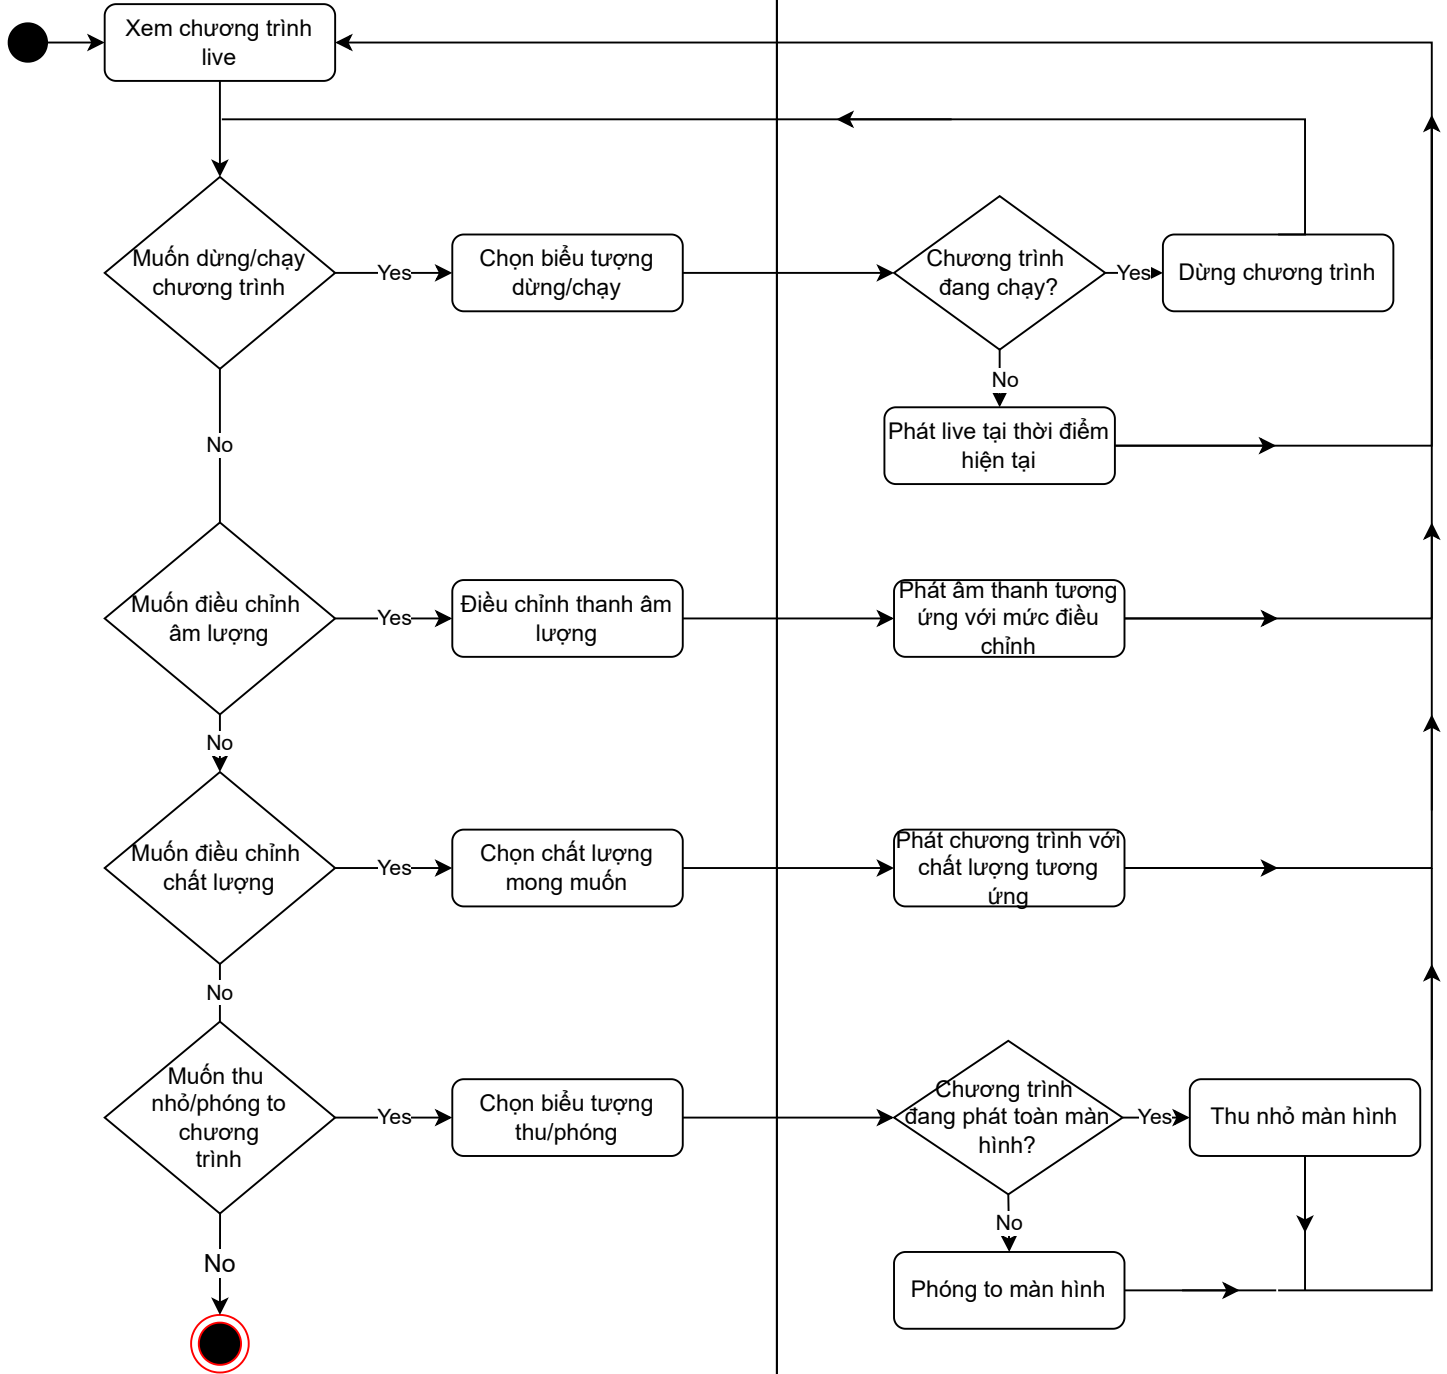 Xem chương trình
live
Muốn dừng/chạy
chương trình
Yes
Chọn biểu tượng
dừng/chạy
Chương trình
đang chạy?
Yes
Dừng chương trình
No
Phát live tại thời điểm
hiện tại
No
Muốn điều chỉnh
âm lượng
Yes
Điều chỉnh thanh âm
lượng
Phát âm thanh tương
ứng với mức điều
chỉnh
No
Muốn điều chỉnh
chất lượng
Yes
Chọn chất lượng
mong muốn
Phát chương trình với
chất lượng tương
ứng
No
Muốn thu
nhỏ/phóng to
chương
trình
Yes
Chọn biểu tượng
thu/phóng
Chương trình
đang phát toàn màn
hình?
Yes
Thu nhỏ màn hình
No
Phóng to màn hình
No